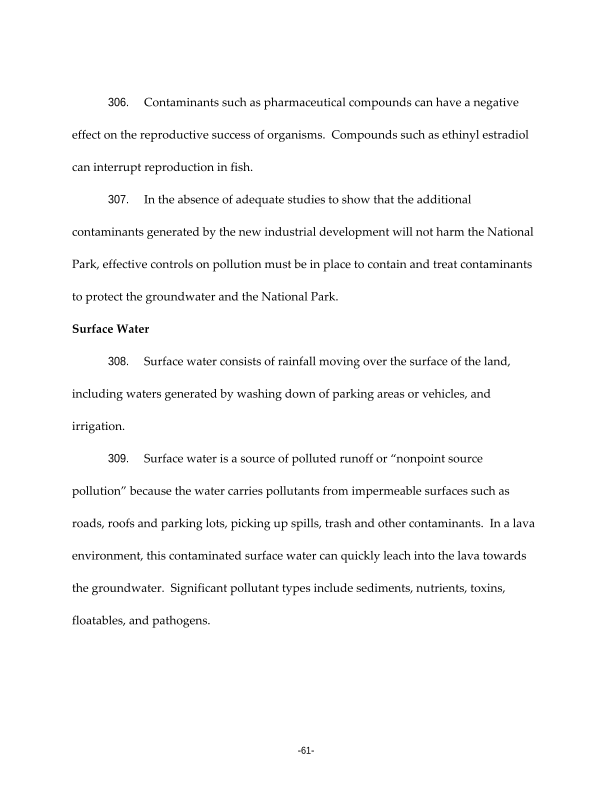 306. Contaminants such as pharmaceutical compounds can have a negative
effect on the reproductive success of organisms.  Compounds such as ethinyl estradiol
can interrupt reproduction in fish.
307. In the absence of adequate studies to show that the additional
contaminants generated by the new industrial development will not harm the National
Park, effective controls on pollution must be in place to contain and treat contaminants
to protect the groundwater and the National Park.
Surface Water
308. Surface water consists of rainfall moving over the surface of the land,
including waters generated by washing down of parking areas or vehicles, and
irrigation.
309. Surface water is a source of polluted runoff or “nonpoint source
pollution” because the water carries pollutants from impermeable surfaces such as
roads, roofs and parking lots, picking up spills, trash and other contaminants.  In a lava
environment, this contaminated surface water can quickly leach into the lava towards
the groundwater.  Significant pollutant types include sediments, nutrients, toxins,
floatables, and pathogens.
-61-